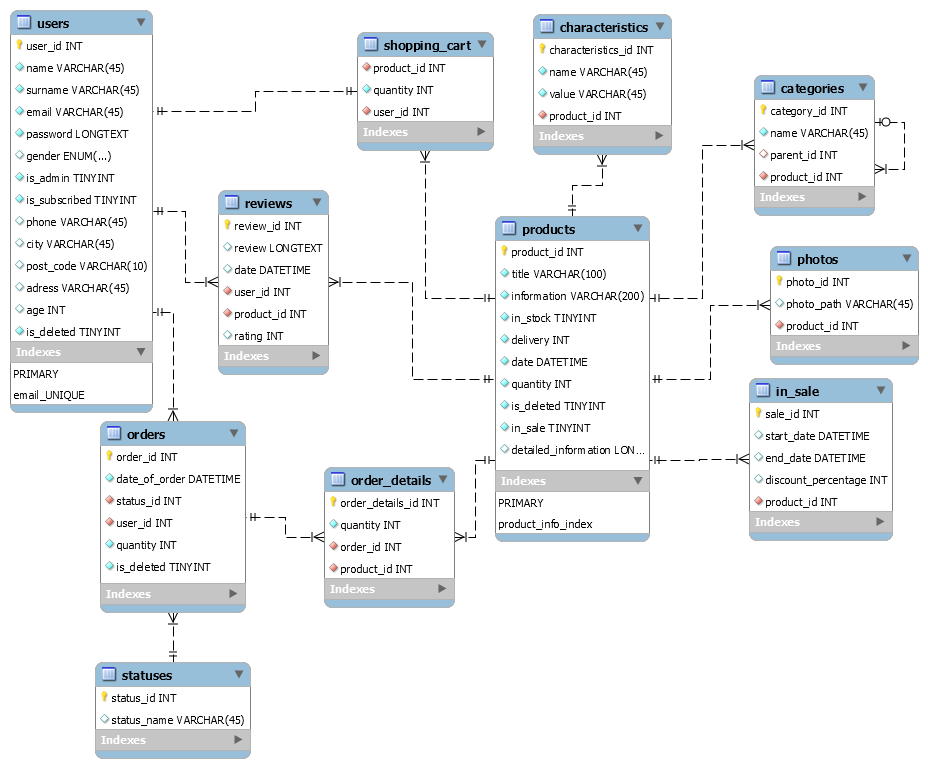 users
user_id INT
name VARCHAR(45)
surname VARCHAR(45)
email VARCHAR(45)
password LONGTEXT
gender ENUM(...)
is_admin TINYINT
is_subscribed TINYINT
phone VARCHAR(45)
city VARCHAR(45)
post_code VARCHAR(10)
adress VARCHAR(45)
age INT
is_deleted TINYINT
Indexes
PRIMARY
email_UNIQUE
shopping_cart
product_id INT
quantity INT
user_id INT
Indexes
characteristics
characteristics_id INT
name VARCHAR(45)
value VARCHAR(45)
product_id INT
Indexes
categories
category_id INT
name VARCHAR(45)
parent_id INT
product_id INT
Indexes
reviews
review_id INT
review LONGTEXT
date DATETIME
user_id INT
product_id INT
rating INT
Indexes
products
product_id INT
title VARCHAR(100)
information VARCHAR(200)
in_stock TINYINT
delivery INT
date DATETIME
quantity INT
is_deleted TINYINT
in_sale TINYINT
detailed_information LON...
Indexes
PRIMARY
product_info_index
photos
photo_id INT
photo_path VARCHAR(45)
product_id INT
Indexes
in_sale
sale_id INT
start_date DATETIME
end_date DATETIME
discount_percentage INT
product_id INT
Indexes
orders
order_id INT
date_of_order DATETIME
status_id INT
user_id INT
quantity INT
is_deleted TINYINT
Indexes
order_details
order_details_id INT
quantity INT
order_id INT
product_id INT
Indexes
statuses
status_id INT
status_name VARCHAR(45)
Indexes